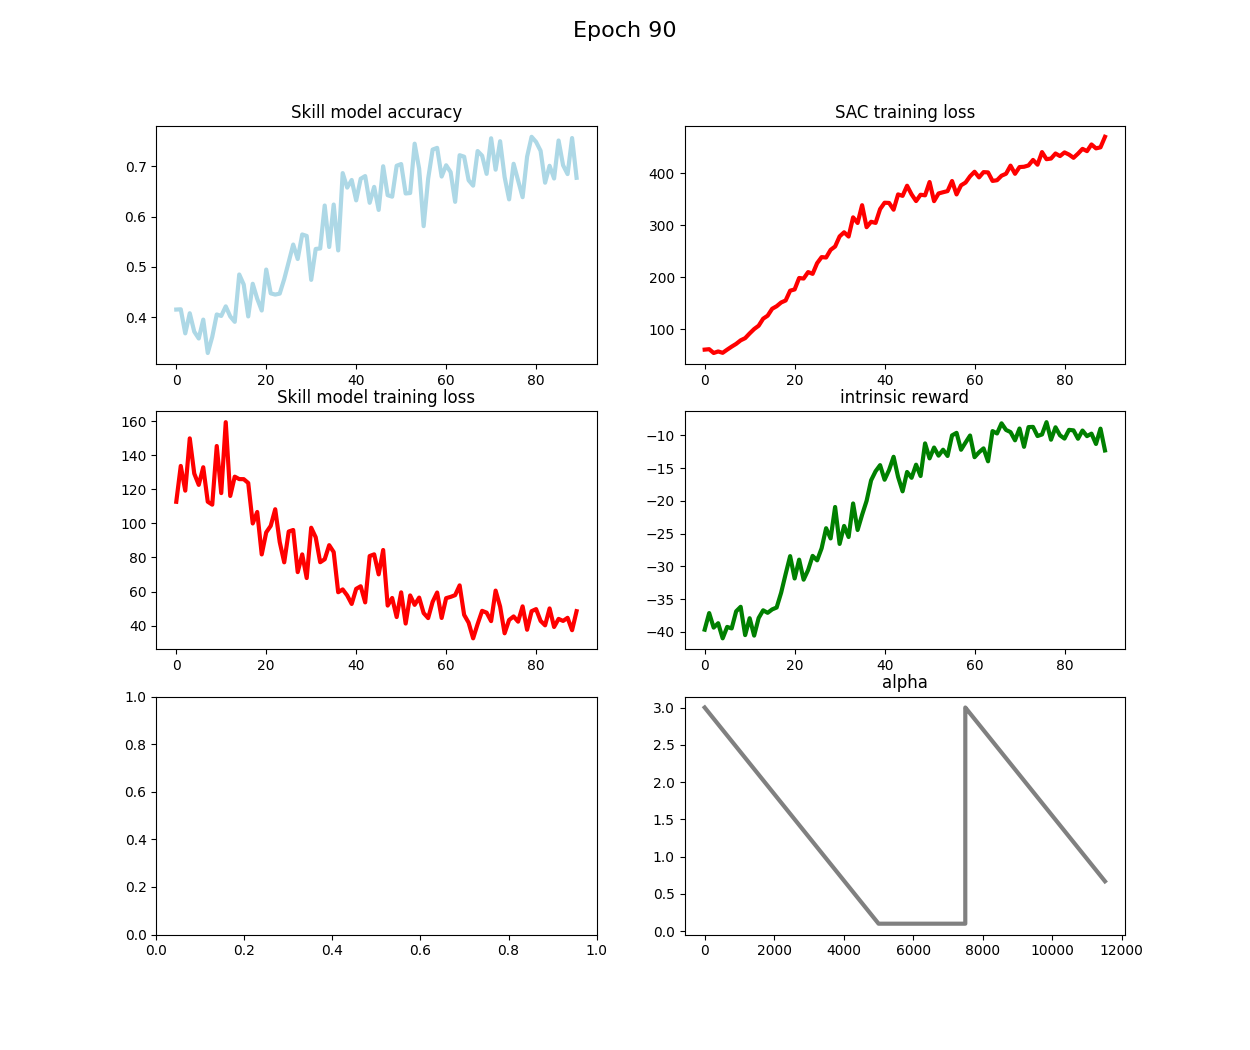 Epoch 90
Skill model accuracy
0.7
0.6
0.5
0.4
0 20 40 60 80
SAC training loss
400
300
200
100
0 20 40 60 80
Skill model training loss
160
140
120
100
80
60
40
0 20 40 60 80
intrinsic reward
−10
−15
−20
−25
−30
−35
−40
0 20 40 60 80
1.0
0.8
0.6
0.4
0.2
0.0
0.0 0.2 0.4 0.6 0.8 1.0
alpha
3.0
2.5
2.0
1.5
1.0
0.5
0.0
0 2000 4000 6000 8000 10000 12000